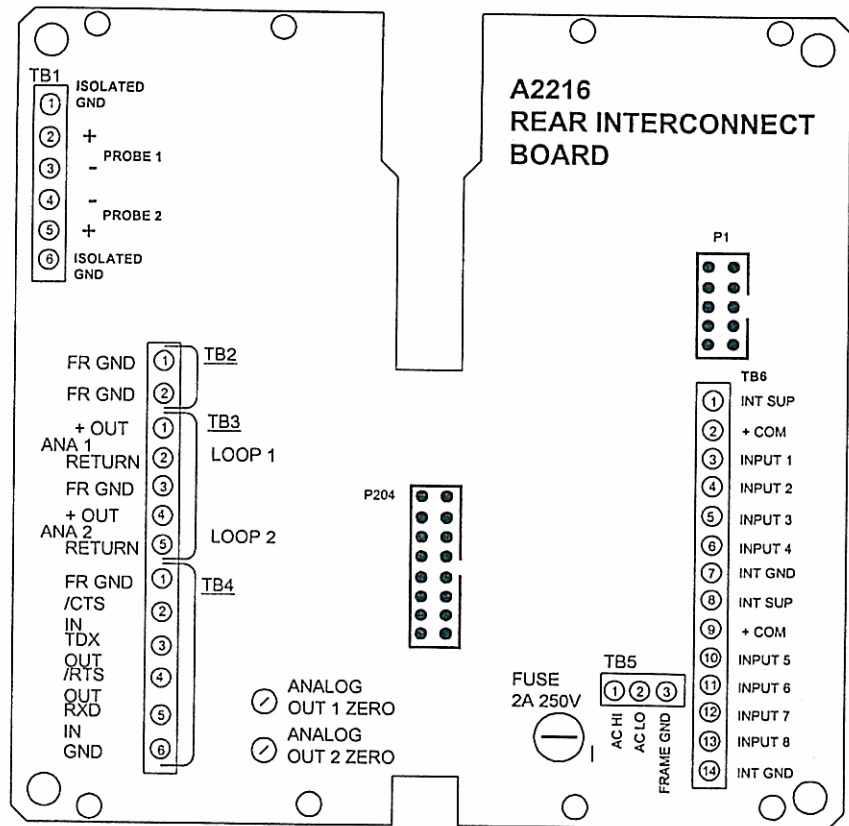 A2216
REAR INTERCONNECT
BOARD
TB1
ISOLATED
GND
1
2 +
PROBE 1
3 -
4 -
PROBE 2
5 +
6 ISOLATED
GND
FR GND 1 TB2
FR GND 2
+ OUT 1 TB3
ANA 1
RETURN 2 LOOP 1
FR GND 3
+ OUT 4
ANA 2
RETURN 5 LOOP 2
FR GND 1 TB4
/CTS
2
IN
TDX
3
OUT
/RTS
4
OUT
RXD
5
IN
GND 6
ANALOG
OUT 1 ZERO
ANALOG
OUT 2 ZERO
P204
P1
FUSE
2A 250V
TB5
1 2 3
AC HI
AC LO
FRAME GND
TB6
1 INT SUP
2 + COM
3 INPUT 1
4 INPUT 2
5 INPUT 3
6 INPUT 4
7 INT GND
8 INT SUP
9 + COM
10 INPUT 5
11 INPUT 6
12 INPUT 7
13 INPUT 8
14 INT GND